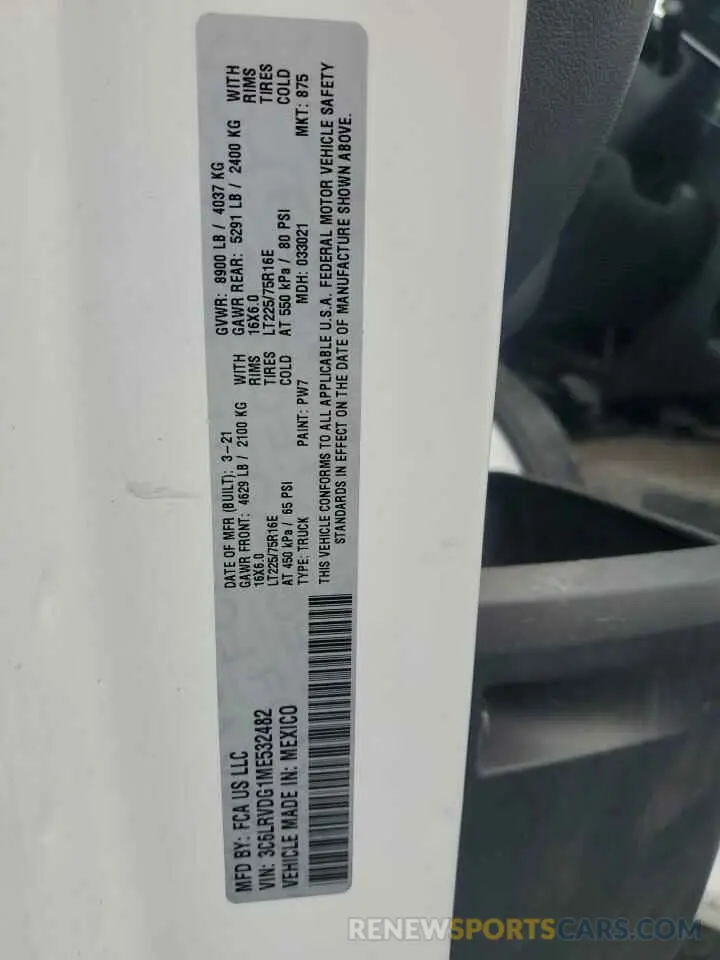 MFD BY: FCA US LLC
VIN: 3C6LRVDG1ME532482
VEHICLE MADE IN: MEXICO
DATE OF MFR (BUILT): 3-21
GAWR FRONT: 4629 LB / 2100 KG WITH
16X6.0 RIMS
LT225/75R16E TIRES
AT 450 kPa / 65 PSI COLD
TYPE: TRUCK PAINT: PW7
GVWR: 8900 LB / 4037 KG
GAWR REAR: 5291 LB / 2400 KG WITH
16X6.0 RIMS
LT225/75R16E TIRES
AT 550 kPa / 80 PSI COLD
MDH: 033021 MKT: 875
THIS VEHICLE CONFORMS TO ALL APPLICABLE U.S.A. FEDERAL MOTOR VEHICLE SAFETY
STANDARDS IN EFFECT ON THE DATE OF MANUFACTURE SHOWN ABOVE.
RENEWSPORTSCARS.COM